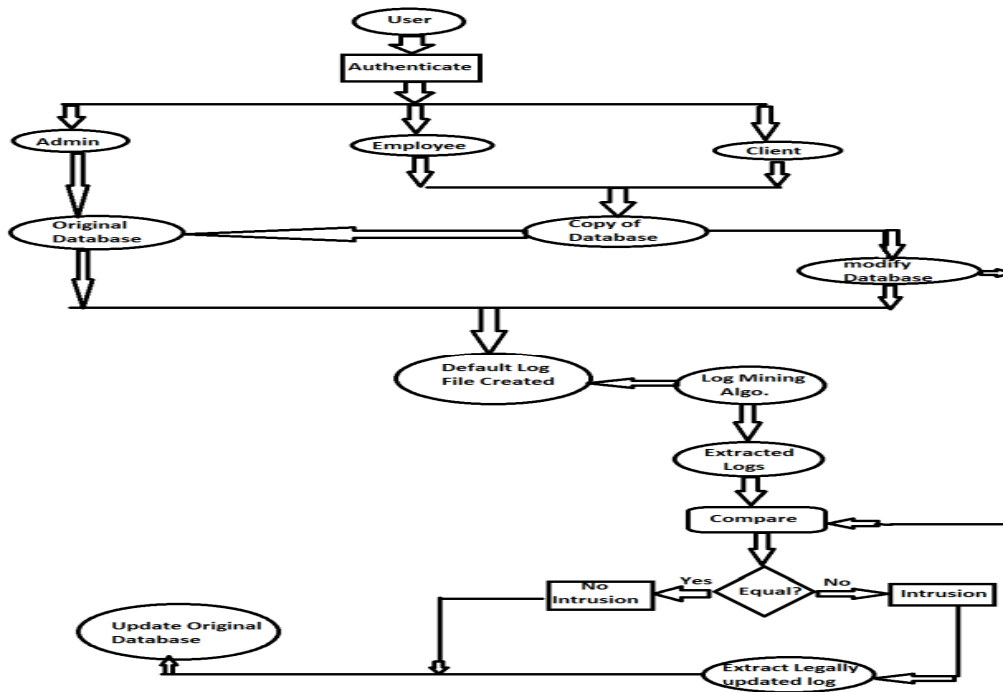 User
Authenticate
Admin
Employee
Client
Original
Database
Copy of
Database
modify
Database
Default Log
File Created
Log Mining
Algo.
Extracted
Logs
Compare
Equal?
Yes
No
No
Intrusion
Intrusion
Update Original
Database
Extract Legally
updated log